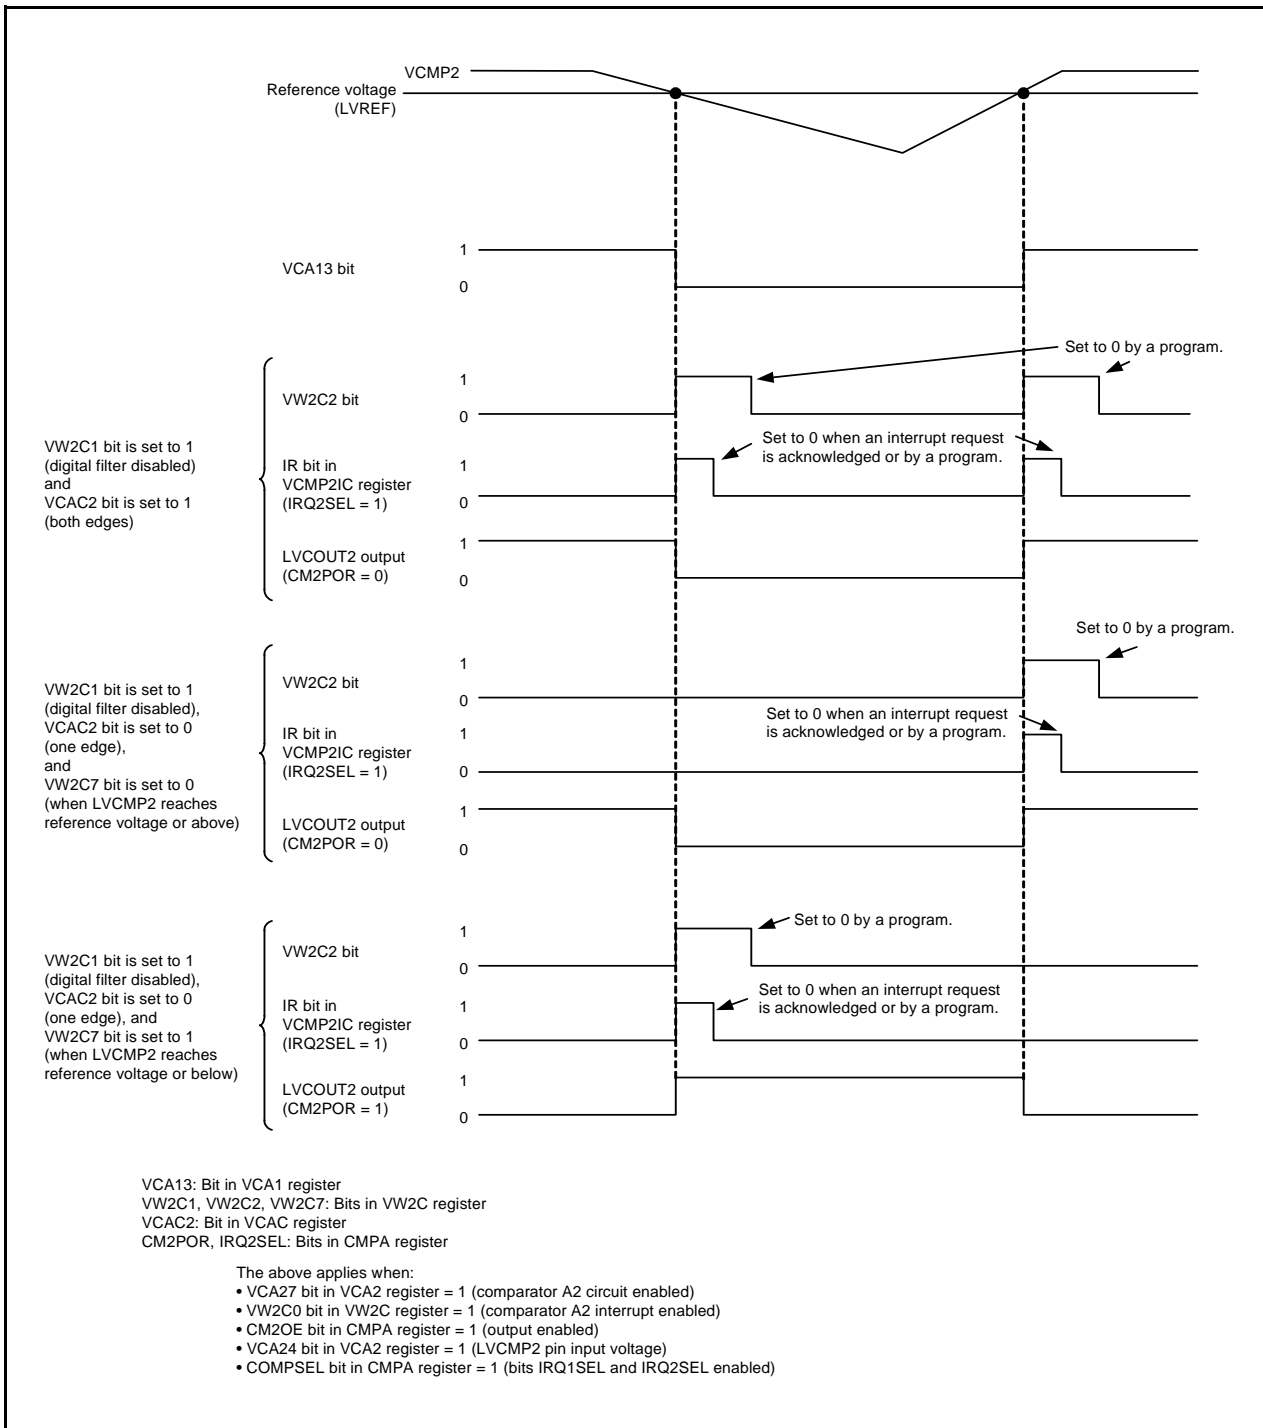 VCMP2
Reference voltage
(LVREF)
VCA13 bit
1
0
Set to 0 by a program.
VW2C1 bit is set to 1
(digital filter disabled)
and
VCAC2 bit is set to 1
(both edges)
VW2C2 bit
1
0
Set to 0 when an interrupt request
is acknowledged or by a program.
IR bit in
VCMP2IC register
(IRQ2SEL = 1)
1
0
LVCOUT2 output
(CM2POR = 0)
1
0
Set to 0 by a program.
VW2C1 bit is set to 1
(digital filter disabled),
VCAC2 bit is set to 0
(one edge),
and
VW2C7 bit is set to 0
(when LVCMP2 reaches
reference voltage or above)
VW2C2 bit
1
0
Set to 0 when an interrupt request
is acknowledged or by a program.
IR bit in
VCMP2IC register
(IRQ2SEL = 1)
1
0
LVCOUT2 output
(CM2POR = 0)
1
0
Set to 0 by a program.
VW2C1 bit is set to 1
(digital filter disabled),
VCAC2 bit is set to 0
(one edge), and
VW2C7 bit is set to 1
(when LVCMP2 reaches
reference voltage or below)
VW2C2 bit
1
0
Set to 0 when an interrupt request
is acknowledged or by a program.
IR bit in
VCMP2IC register
(IRQ2SEL = 1)
1
0
LVCOUT2 output
(CM2POR = 1)
1
0
VCA13: Bit in VCA1 register
VW2C1, VW2C2, VW2C7: Bits in VW2C register
VCAC2: Bit in VCAC register
CM2POR, IRQ2SEL: Bits in CMPA register
The above applies when:
• VCA27 bit in VCA2 register = 1 (comparator A2 circuit enabled)
• VW2C0 bit in VW2C register = 1 (comparator A2 interrupt enabled)
• CM2OE bit in CMPA register = 1 (output enabled)
• VCA24 bit in VCA2 register = 1 (LVCMP2 pin input voltage)
• COMPSEL bit in CMPA register = 1 (bits IRQ1SEL and IRQ2SEL enabled)